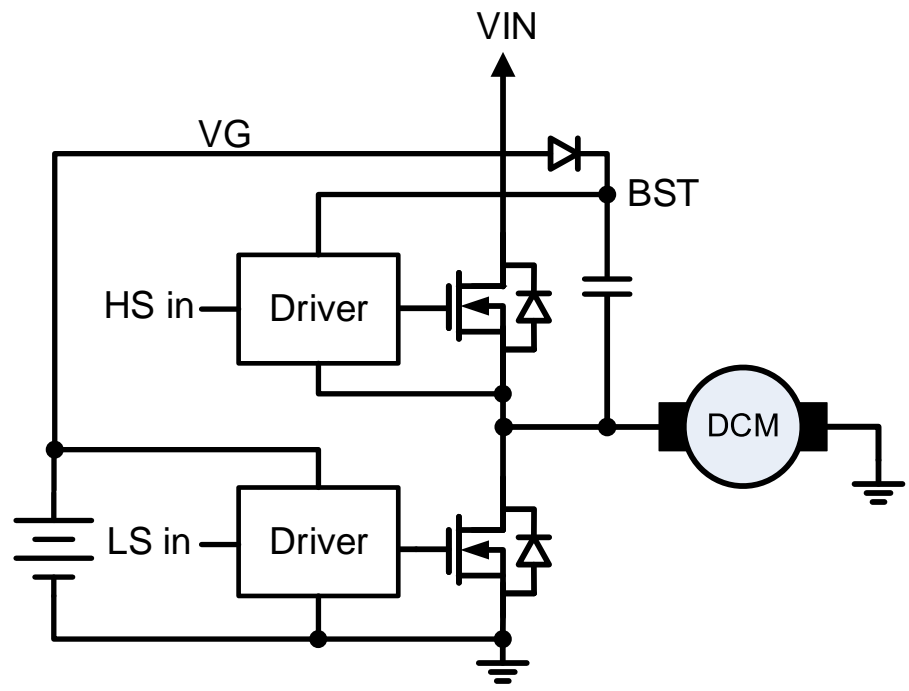 VIN
VG
BST
HS in
Driver
DCM
LS in
Driver